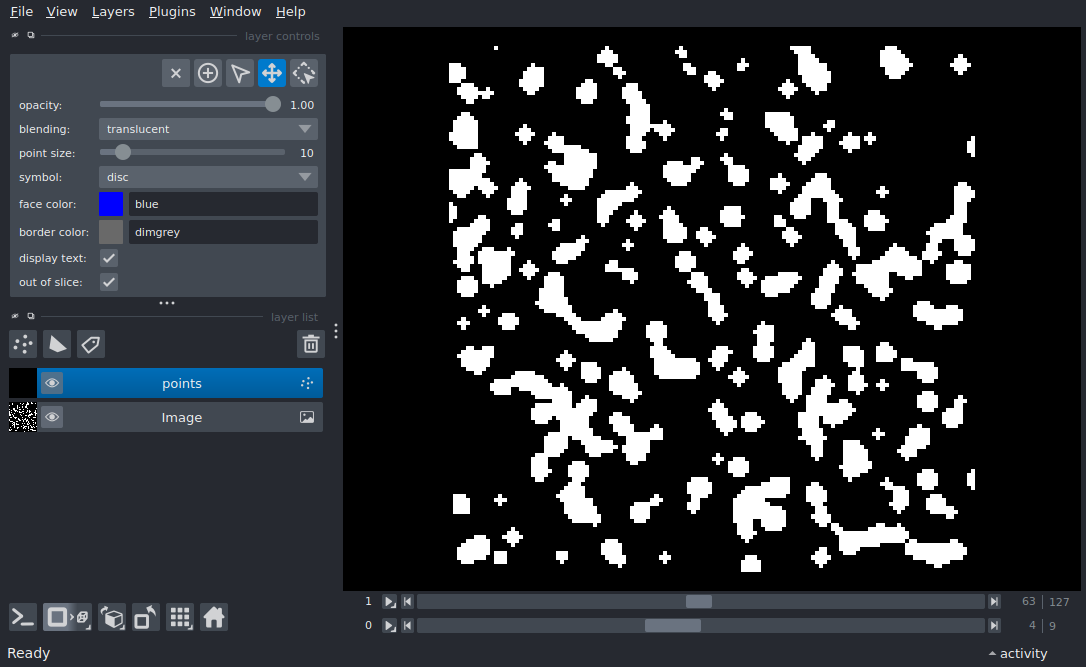 File View Layers Plugins Window Help
layer controls
opacity: 1.00
blending: translucent
point size: 10
symbol: disc
face color: blue
border color: dimgrey
display text:
out of slice:
layer list
points
Image
1 63 127
0 4 9
Ready activity